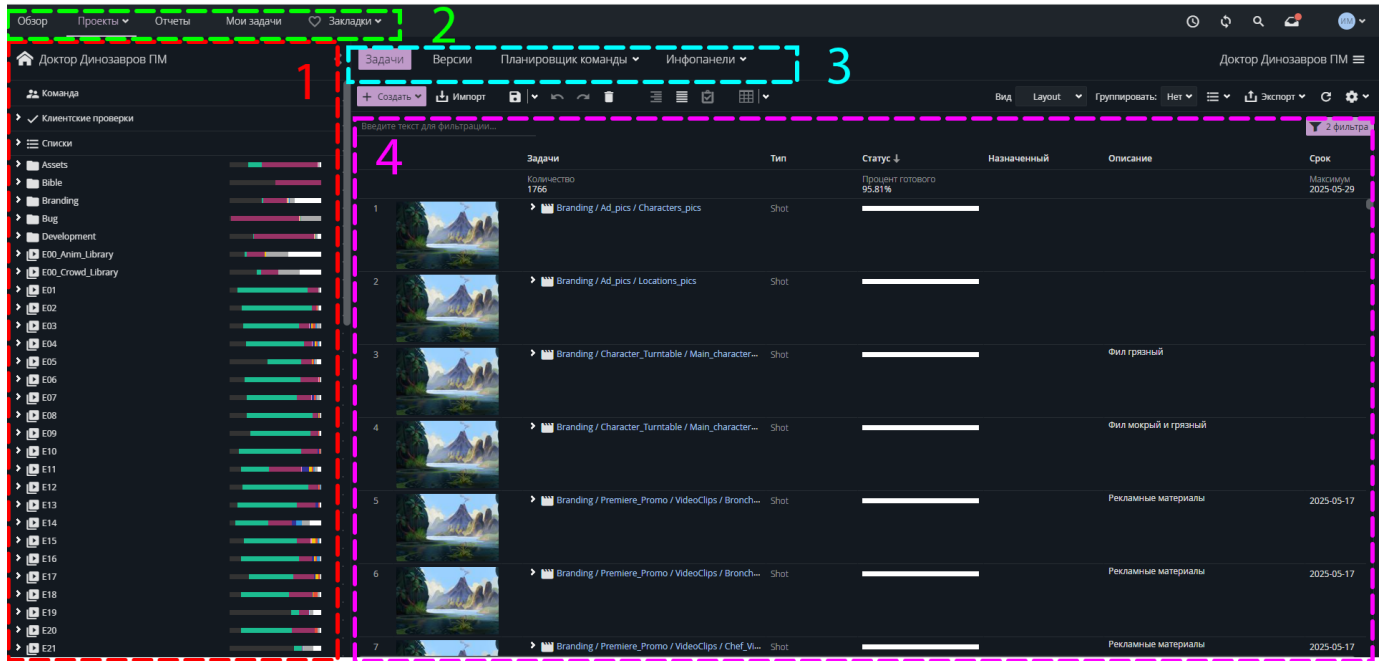 Обзор Проекты Отчеты Мои задачи Закладки 2 ИМ
Доктор Динозавров ПМ 1 Задачи Версии Планировщик команды Инфопанели 3 Доктор Динозавров ПМ
Команда
+ Создать Импорт Вид Layout Группировать: Нет Экспорт
Клиентские проверки
Введите текст для фильтрации... 2 фильтра
4
Списки
Задачи Тип Статус ↓ Назначенный Описание Срок
Количество Процент готового Максимум
1766 95.81% 2025-05-29
Assets
Bible
Branding
Bug
Development
E00_Anim_Library
E00_Crowd_Library
E01
E02
E03
E04
E05
E06
E07
E08
E09
E10
E11
E12
E13
E14
E15
E16
E17
E18
E19
E20
E21
1 Branding / Ad_pics / Characters_pics Shot
2 Branding / Ad_pics / Locations_pics Shot
3 Branding / Character_Turntable / Main_character... Shot Фил грязный
4 Branding / Character_Turntable / Main_character... Shot Фил мокрый и грязный
5 Branding / Premiere_Promo / VideoClips / Bronch... Shot Рекламные материалы 2025-05-17
6 Branding / Premiere_Promo / VideoClips / Bronch... Shot Рекламные материалы 2025-05-17
7 Branding / Premiere_Promo / VideoClips / Chef_Vi... Shot Рекламные материалы 2025-05-17